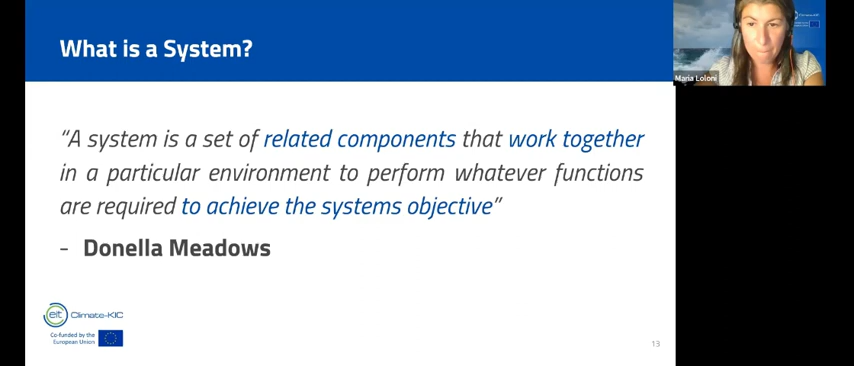 What is a System?
Maria Loloni
“A system is a set of related components that work together
in a particular environment to perform whatever functions
are required to achieve the systems objective”
- Donella Meadows
eit Climate-KIC
Co-funded by the
European Union
13